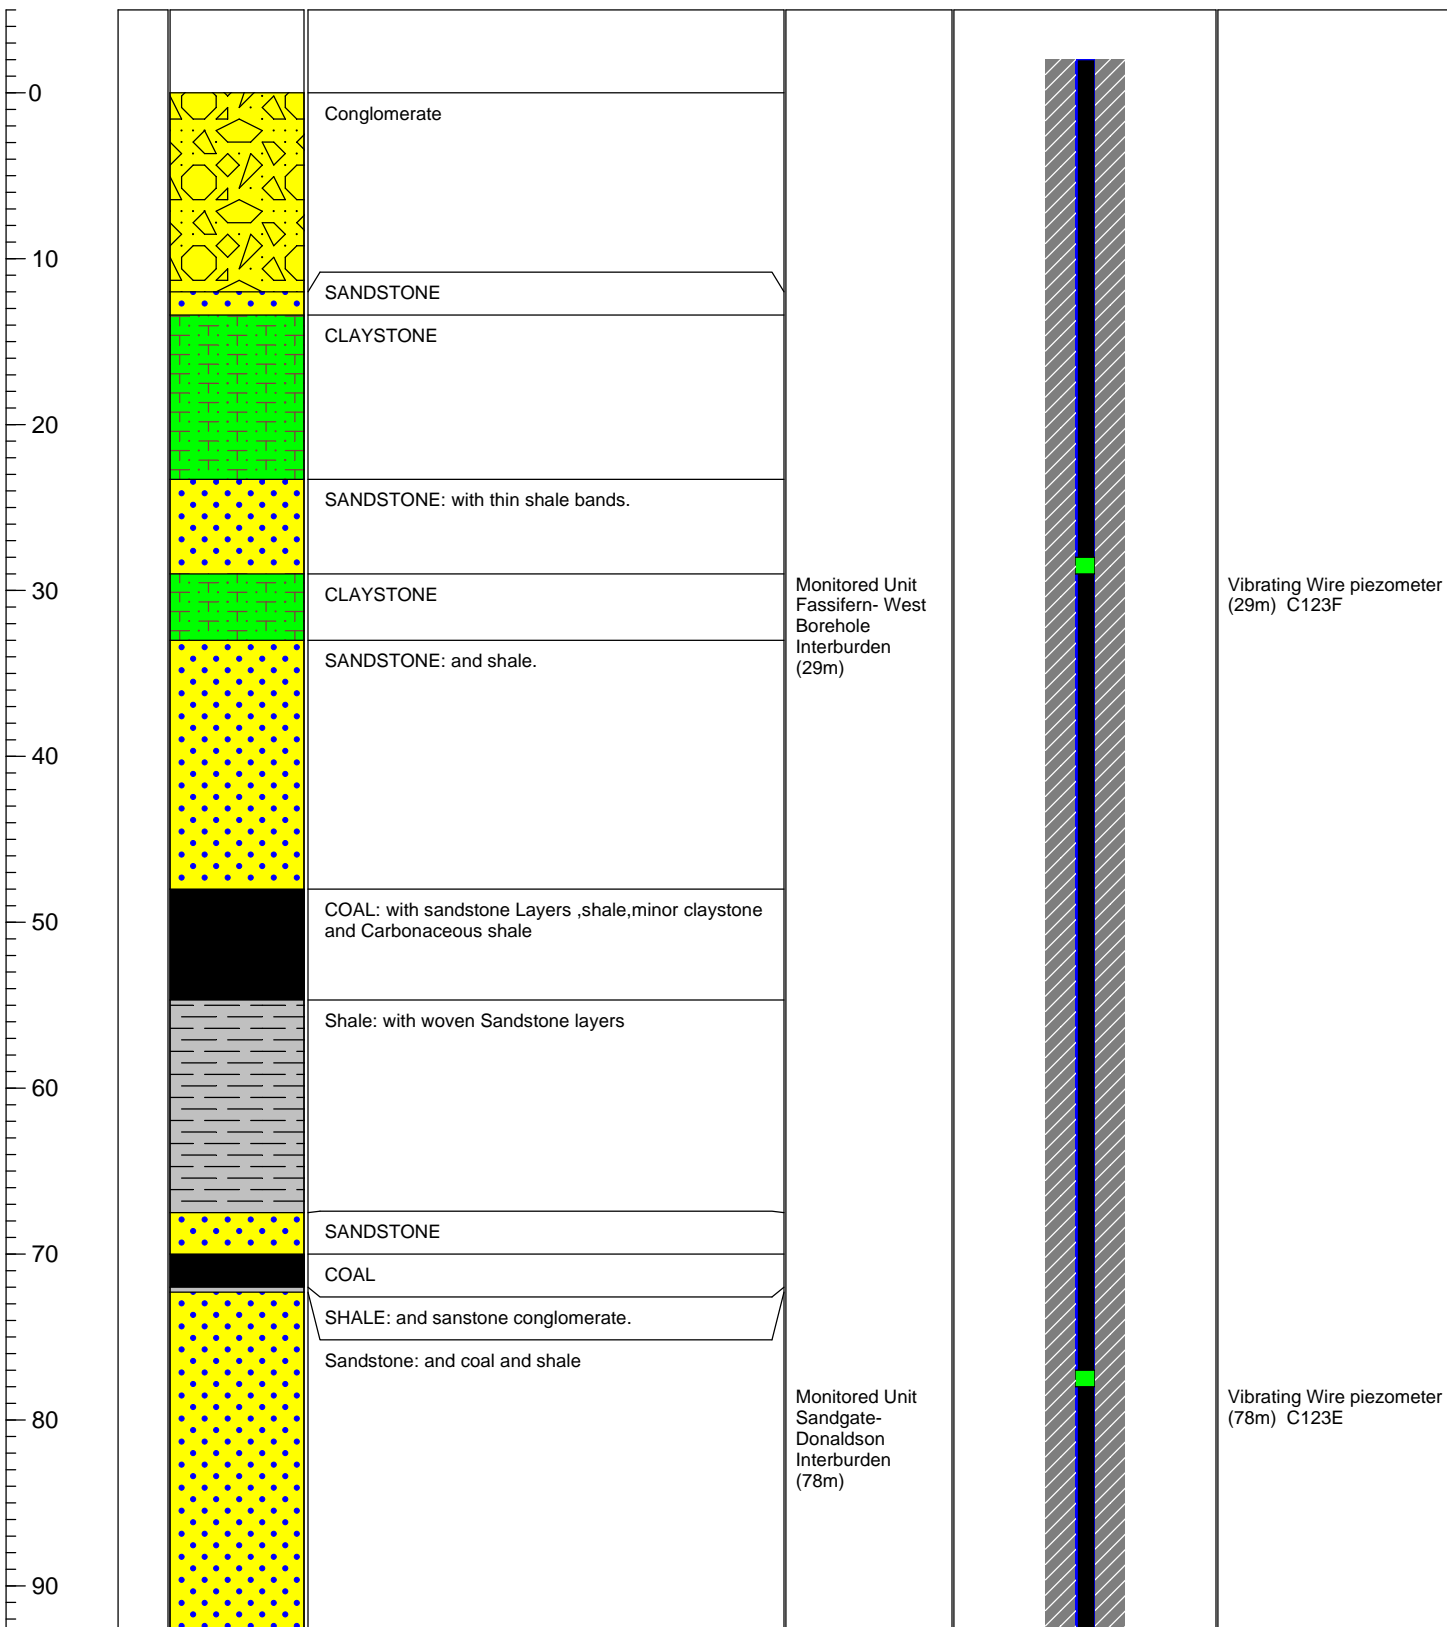 0
Conglomerate
10
SANDSTONE
CLAYSTONE
20
SANDSTONE: with thin shale bands.
30
CLAYSTONE
Monitored Unit
Fassifern- West
Borehole
Interburden
(29m)
Vibrating Wire piezometer
(29m) C123F
SANDSTONE: and shale.
40
50
COAL: with sandstone Layers ,shale,minor claystone
and Carbonaceous shale
Shale: with woven Sandstone layers
60
SANDSTONE
70
COAL
SHALE: and sanstone conglomerate.
Sandstone: and coal and shale
80
Monitored Unit
Sandgate-
Donaldson
Interburden
(78m)
Vibrating Wire piezometer
(78m) C123E
90